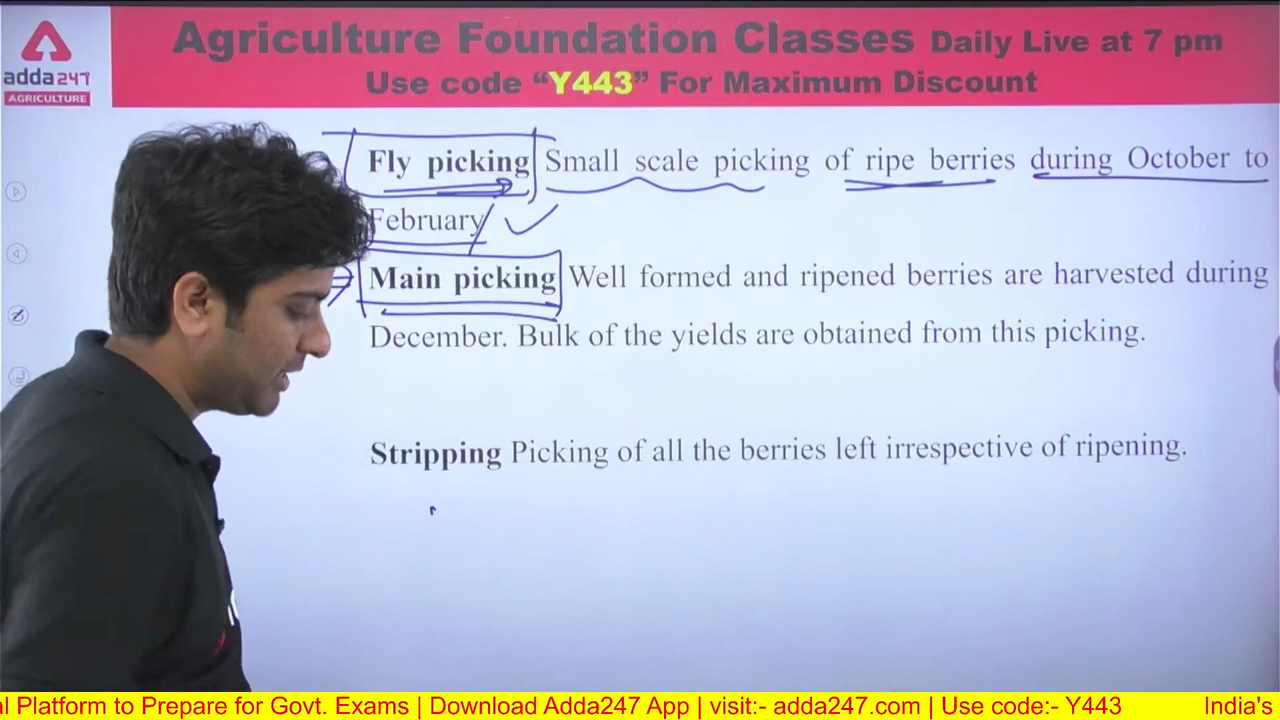 Agriculture Foundation Classes Daily Live at 7 pm
Use code “Y443” For Maximum Discount
adda247
AGRICULTURE
Fly picking Small scale picking of ripe berries during October to
February
Main picking Well formed and ripened berries are harvested during
December. Bulk of the yields are obtained from this picking.
Stripping Picking of all the berries left irrespective of ripening.
al Platform to Prepare for Govt. Exams | Download Adda247 App | visit:- adda247.com | Use code:- Y443 India's